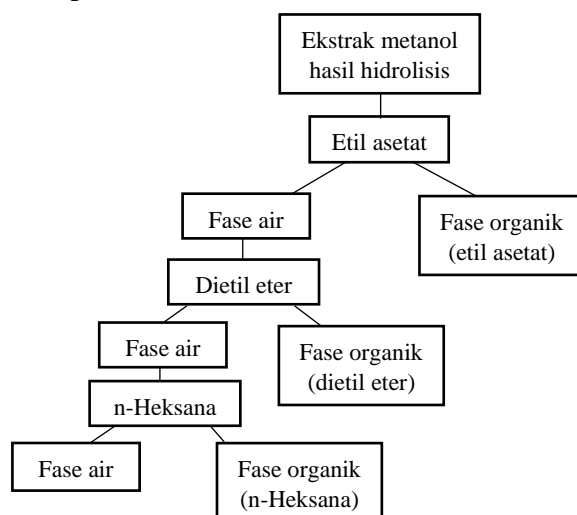 Ekstrak metanol
hasil hidrolisis
Etil asetat
Fase air
Fase organik
(etil asetat)
Dietil eter
Fase air
Fase organik
(dietil eter)
n-Heksana
Fase air
Fase organik
(n-Heksana)